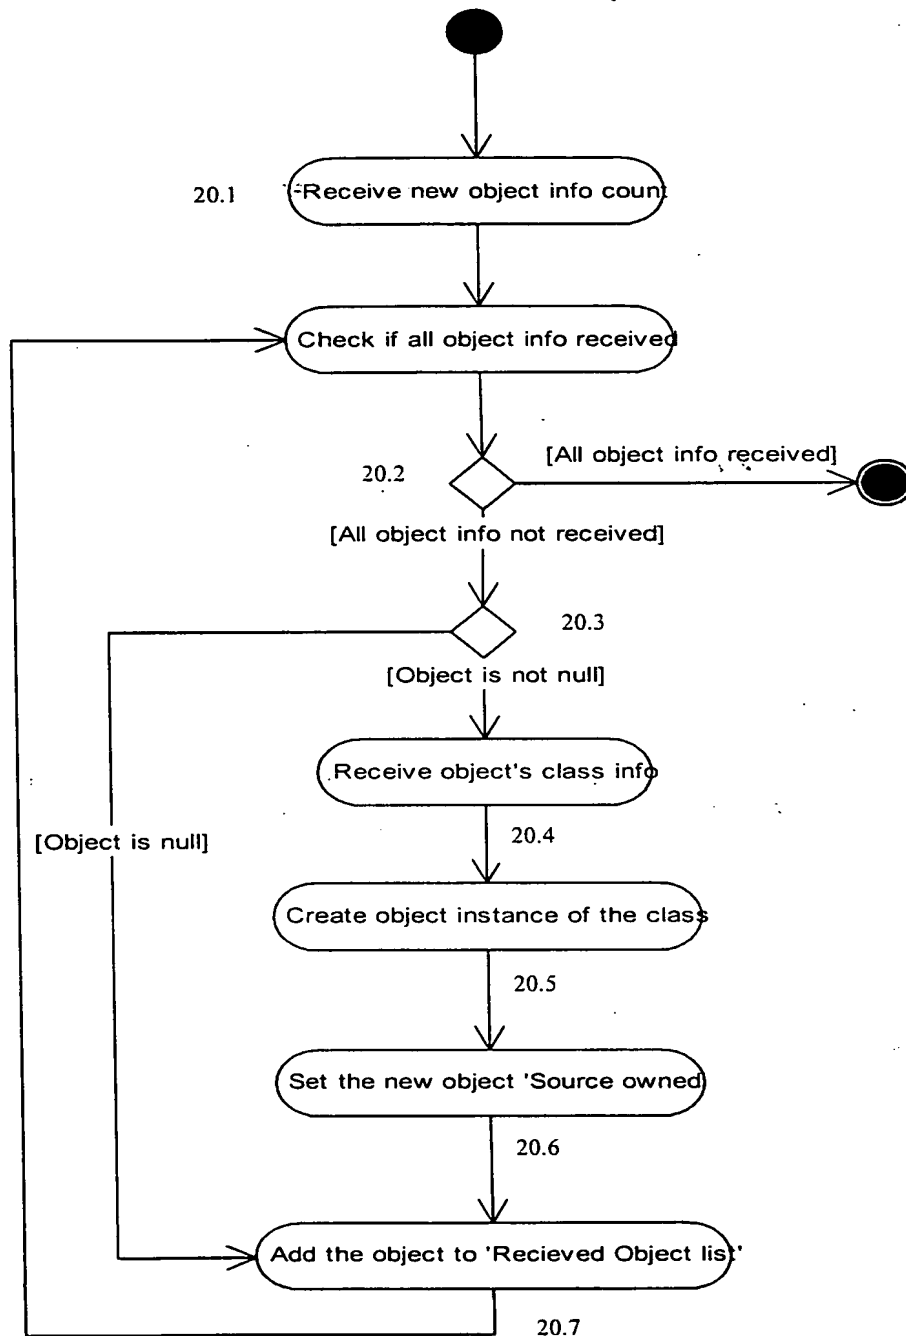 20.1
Receive new object info count
Check if all object info received
[All object info received]
20.2
[All object info not received]
20.3
[Object is not null]
Receive object's class info
20.4
[Object is null]
Create object instance of the class
20.5
Set the new object 'Source owned
20.6
Add the object to 'Recieved Object list'
20.7